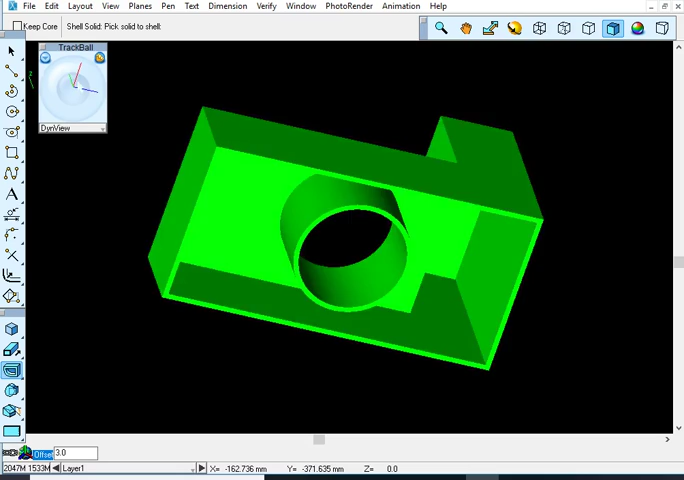 File Edit Layout Views Planes Pen Text Dimension Verify Window PhotoRender Animation Help
Keep Core Shell Solid: Pick solid to shell:
TrackBall
z
DynView
A
Offset 3.0
2047M 1533M Layer1 X= -162.736 mm Y= -371.635 mm Z= 0.0